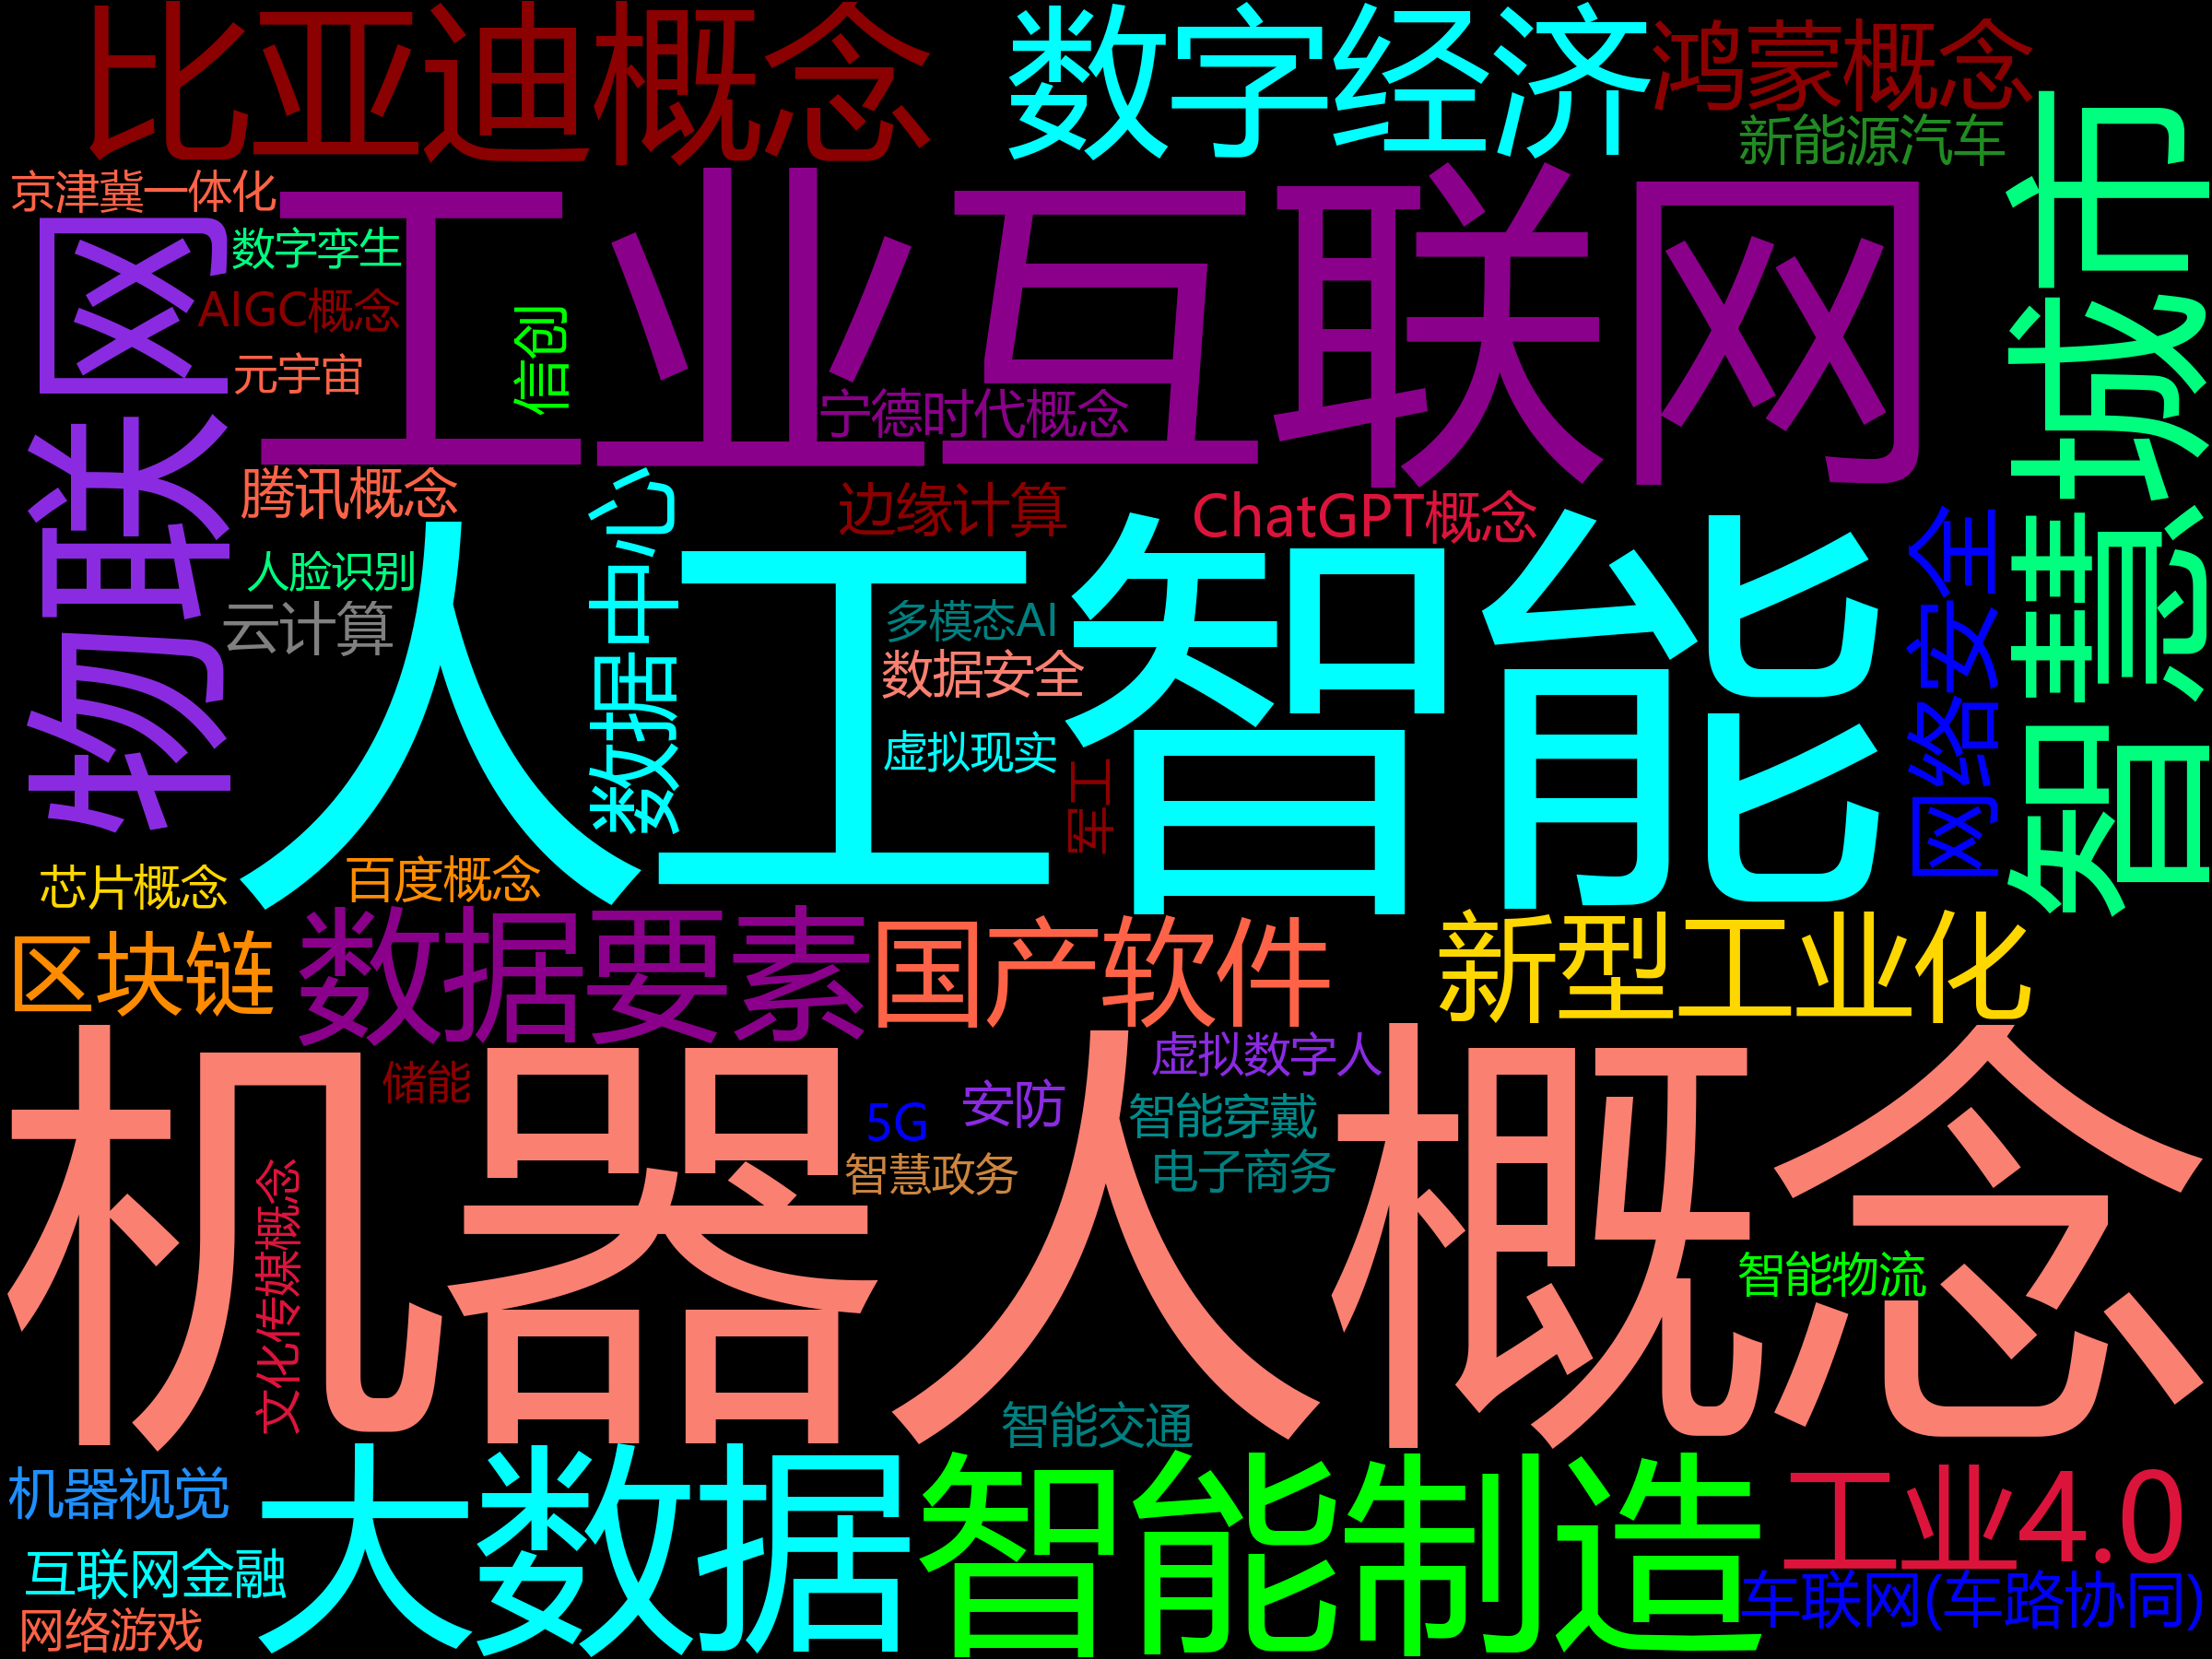 比亚迪概念
数字经济
鸿蒙概念
新能源汽车
京津冀一体化
工业互联网
智慧城市
物联网
数字孪生
AIGC概念
元宇宙
信创
宁德时代概念
腾讯概念
数据中心
边缘计算
ChatGPT概念
人工智能
网络安全
人脸识别
云计算
多模态AI
数据安全
虚拟现实
军工
芯片概念
百度概念
区块链
数据要素
国产软件
新型工业化
机器人概念
储能
5G
安防
虚拟数字人
智能穿戴
智慧政务
电子商务
文化传媒概念
智能物流
智能交通
机器视觉
大数据
智能制造
工业4.0
互联网金融
车联网(车路协同)
网络游戏